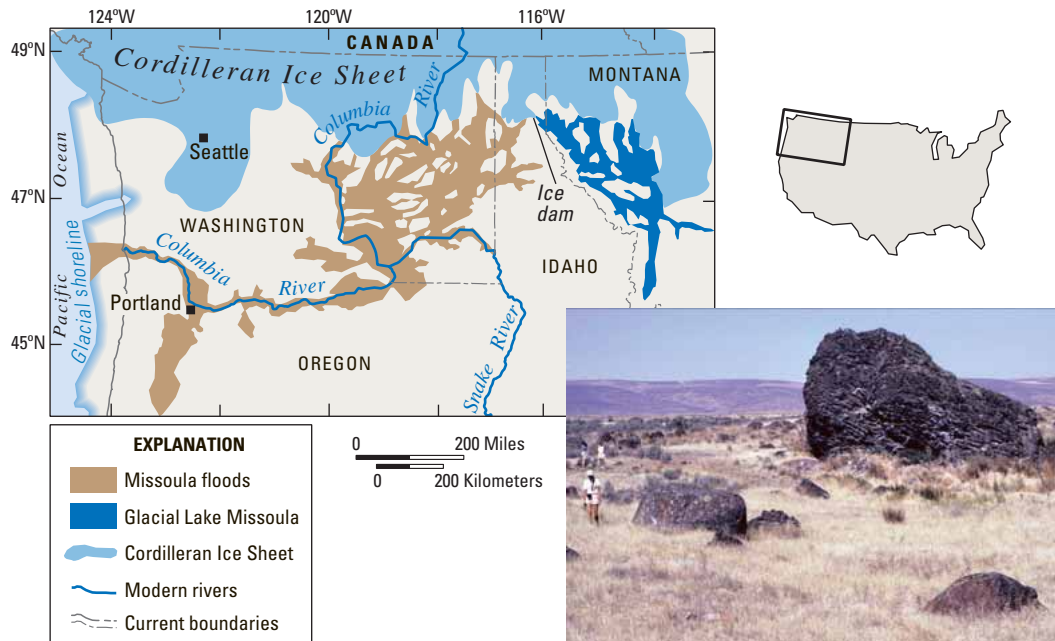 124°W
120°W
116°W
49°N
47°N
45°N
CANADA
Cordilleran Ice Sheet
MONTANA
Columbia
River
Seattle
Ocean
Pacific
Glacial shoreline
WASHINGTON
Ice
dam
IDAHO
Columbia
River
Portland
OREGON
Snake River
EXPLANATION
Missoula floods
Glacial Lake Missoula
Cordilleran Ice Sheet
Modern rivers
Current boundaries
0 200 Miles
0 200 Kilometers